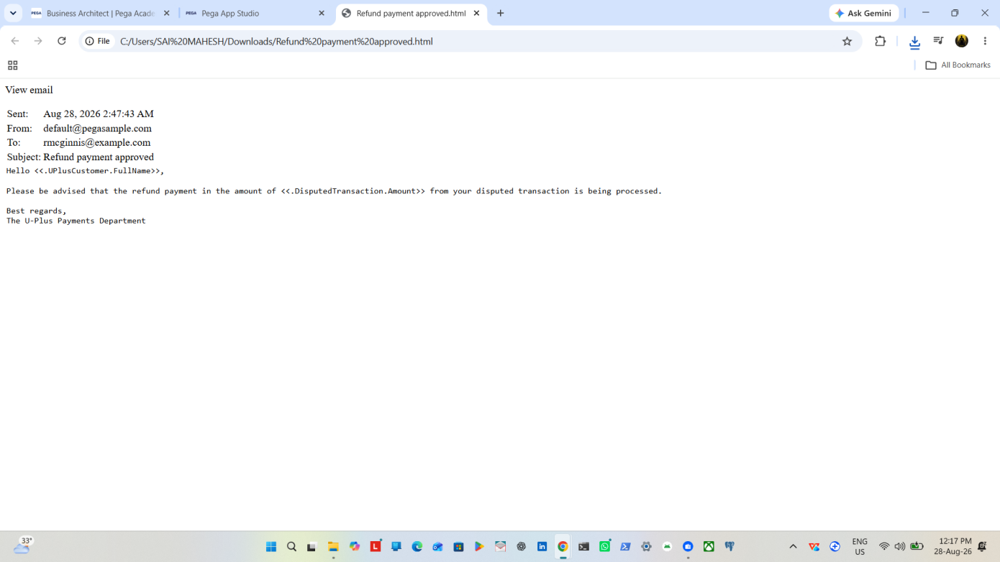 Business Architect | Pega Acade
Pega App Studio
Refund payment approved.html
Ask Gemini
File
C:/Users/SAI%20MAHESH/Downloads/Refund%20payment%20approved.html
All Bookmarks
View email
Sent: Aug 28, 2026 2:47:43 AM
From: default@pegasample.com
To: rmcginnis@example.com
Subject: Refund payment approved
Hello <<.UPlusCustomer.FullName>>,
Please be advised that the refund payment in the amount of <<.DisputedTransaction.Amount>> from your disputed transaction is being processed.
Best regards,
The U-Plus Payments Department
33°
ENG
US
12:17 PM
28-Aug-26